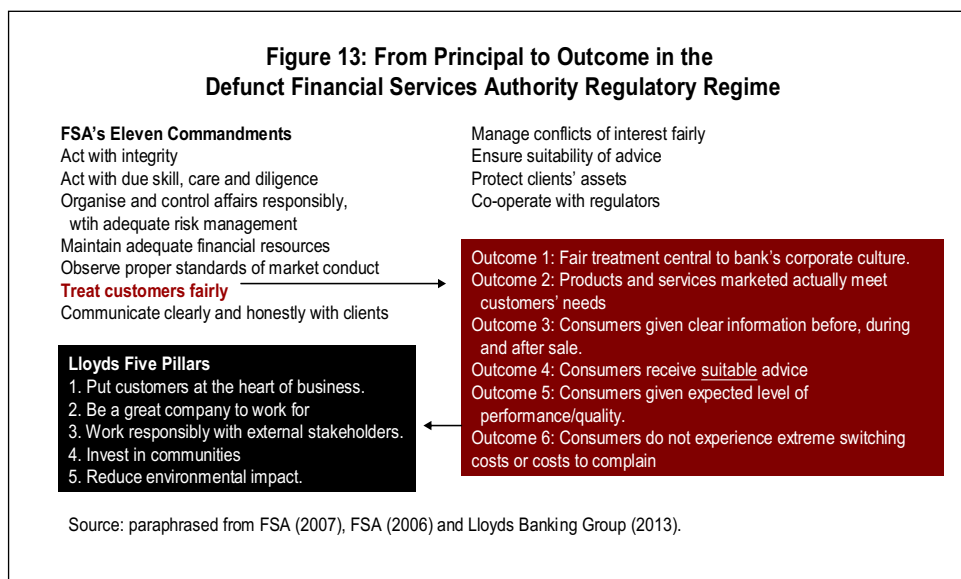 Figure 13: From Principal to Outcome in the
Defunct Financial Services Authority Regulatory Regime
FSA's Eleven Commandments
Act with integrity
Act with due skill, care and diligence
Organise and control affairs responsibly,
wtih adequate risk management
Maintain adequate financial resources
Observe proper standards of market conduct
Treat customers fairly
Communicate clearly and honestly with clients
Manage conflicts of interest fairly
Ensure suitability of advice
Protect clients' assets
Co-operate with regulators
Outcome 1: Fair treatment central to bank's corporate culture.
Outcome 2: Products and services marketed actually meet
customers' needs
Outcome 3: Consumers given clear information before, during
and after sale.
Outcome 4: Consumers receive suitable advice
Outcome 5: Consumers given expected level of
performance/quality.
Outcome 6: Consumers do not experience extreme switching
costs or costs to complain
Lloyds Five Pillars
1. Put customers at the heart of business.
2. Be a great company to work for
3. Work responsibly with external stakeholders.
4. Invest in communities
5. Reduce environmental impact.
Source: paraphrased from FSA (2007), FSA (2006) and Lloyds Banking Group (2013).